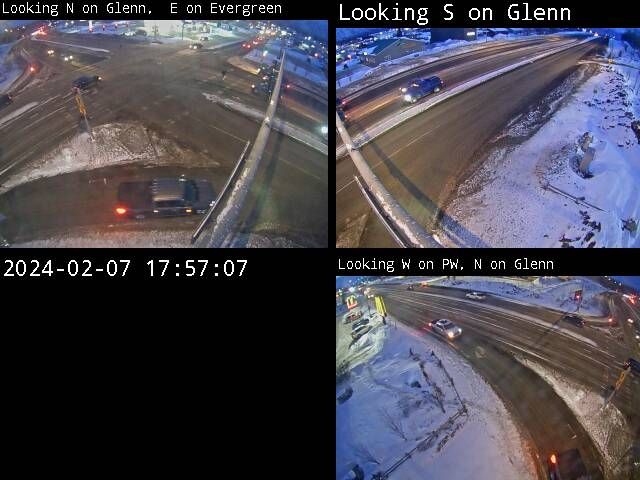 Looking N on Glenn,  E on Evergreen
Looking S on Glenn
2024-02-07 17:57:07
Looking W on PW, N on Glenn